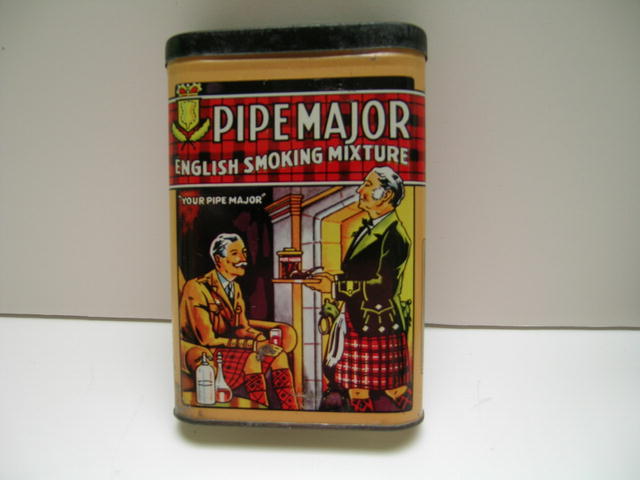 PIPE MAJOR
ENGLISH SMOKING MIXTURE
"YOUR PIPE MAJOR"